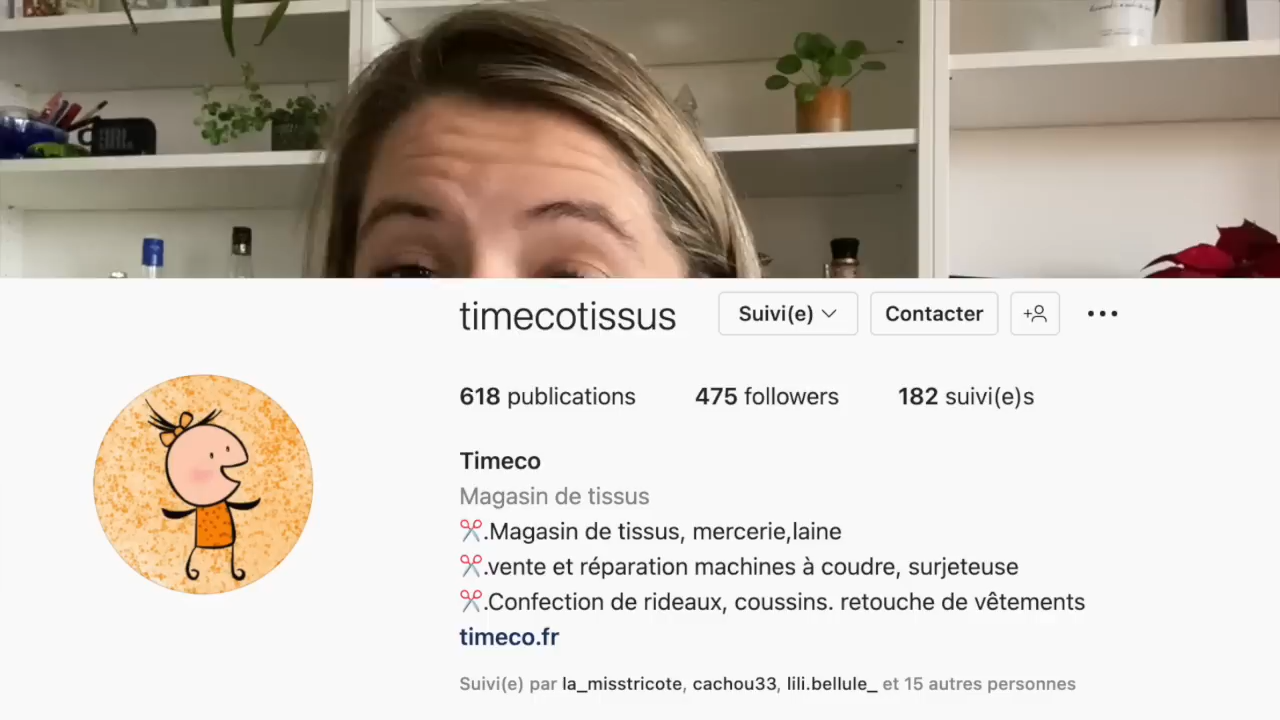 timecotissus Suivi(e) Contacter
618 publications 475 followers 182 suivi(e)s
Timeco
Magasin de tissus
✂.Magasin de tissus, mercerie,laine
✂.vente et réparation machines à coudre, surjeteuse
✂.Confection de rideaux, coussins. retouche de vêtements
timeco.fr
Suivi(e) par la_misstricote, cachou33, lili.bellule_ et 15 autres personnes